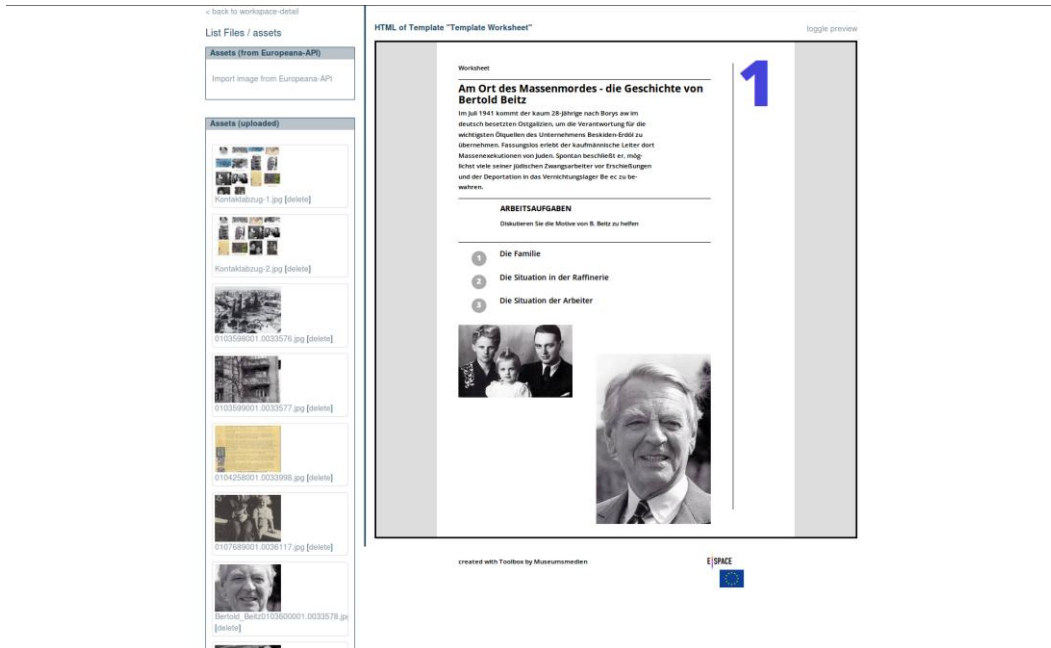 < back to workspace-detail
List Files / assets
Assets (from Europeana-API)
Import image from Europeana-API
Assets (uploaded)
Kontaktabzug-1.jpg [delete]
Kontaktabzug-2.jpg [delete]
0103599001.0033576.jpg [delete]
0103599001.0033577.jpg [delete]
0104258001.0033998.jpg [delete]
0107689001.0036117.jpg [delete]
Bertold_Beitz0103600001.0033578.jpg
[delete]
HTML of Template "Template Worksheet"
toggle preview
Worksheet
1
Am Ort des Massenmordes - die Geschichte von
Bertold Beitz
Im Juli 1941 kommt der kaum 28-Jährige nach Borys aw im
deutsch besetzten Ostgalizien, um die Verantwortung für die
wichtigsten Ölquellen des Unternehmens Beskiden-Erdöl zu
übernehmen. Fassungslos erlebt der kaufmännische Leiter dort
Massenexekutionen von Juden. Spontan beschließt er, mög-
lichst viele seiner jüdischen Zwangsarbeiter vor Erschießungen
und der Deportation in das Vernichtungslager Be ec zu be-
wahren.
ARBEITSAUFGABEN
Diskutieren Sie die Motive von B. Beitz zu helfen
1 Die Familie
2 Die Situation in der Raffinerie
3 Die Situation der Arbeiter
created with Toolbox by Museumsmedien
E|SPACE